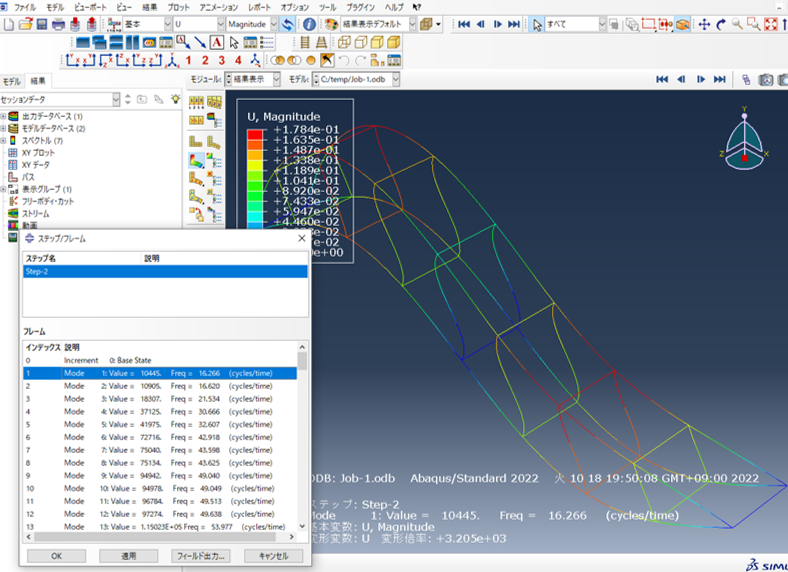 ファイル モデル ビューポート ビュー 結果 プロット アニメーション レポート オプション ツール プラグイン ヘルプ
基本 U Magnitude 結果表示デフォルト すべて
A
1 2 3 4
モデル 結果 モジュール: 結果表示 モデル: C:/temp/Job-1.odb
セッションデータ
出力データベース (1)
モデルデータベース (2)
スペクトル (7)
XY プロット
XY データ
パス
表示グループ (1)
フリーボディ・カット
ストリーム
動画
U, Magnitude
+1.784e-01
+1.635e-01
+1.487e-01
+1.338e-01
+1.189e-01
+1.041e-01
+8.920e-02
+7.433e-02
+5.947e-02
+4.460e-02
e-02
7e-02
0e+00
Y
Z X
ステップ/フレーム
ステップ名 説明
Step-2
フレーム
インデックス 説明
0 Increment 0: Base State
1 Mode 1: Value = 10445. Freq = 16.266 (cycles/time)
2 Mode 2: Value = 10905. Freq = 16.620 (cycles/time)
3 Mode 3: Value = 18307. Freq = 21.534 (cycles/time)
4 Mode 4: Value = 37125. Freq = 30.666 (cycles/time)
5 Mode 5: Value = 41975. Freq = 32.607 (cycles/time)
6 Mode 6: Value = 72716. Freq = 42.918 (cycles/time)
7 Mode 7: Value = 75040. Freq = 43.598 (cycles/time)
8 Mode 8: Value = 75134. Freq = 43.625 (cycles/time)
9 Mode 9: Value = 94942. Freq = 49.040 (cycles/time)
10 Mode 10: Value = 94978. Freq = 49.049 (cycles/time)
11 Mode 11: Value = 96784. Freq = 49.513 (cycles/time)
12 Mode 12: Value = 97274. Freq = 49.638 (cycles/time)
13 Mode 13: Value = 1.15023E+05 Freq = 53.977 (cycles/time)
OK 適用 フィールド出力... キャンセル
ODB: Job-1.odb Abaqus/Standard 2022 火 10 18 19:50:08 GMT+09:00 2022
ステップ: Step-2
Mode 1: Value = 10445. Freq = 16.266 (cycles/time)
基本変数: U, Magnitude
変形変数: U 変形倍率: +3.205e+03
SIMU